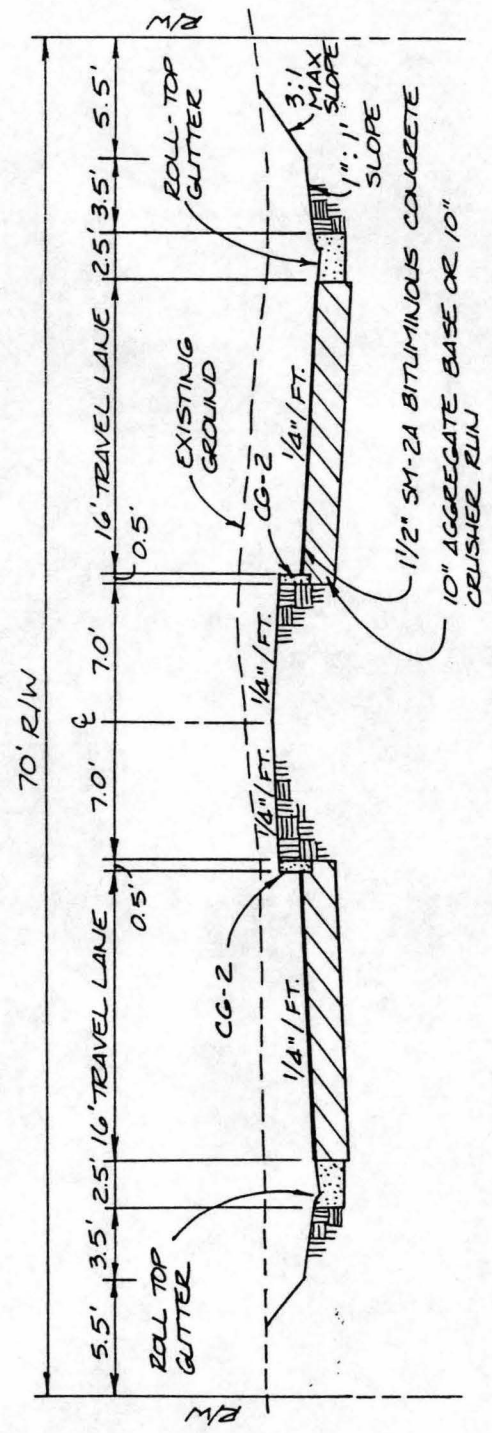 70' R/W
R/W
5.5'
3.5'
2.5'
16' TRAVEL LANE
0.5'
7.0'
℄
7.0'
0.5'
16' TRAVEL LANE
2.5'
3.5'
5.5'
R/W
ROLL TOP
GUTTER
CG-2
EXISTING
GROUND
CG-2
ROLL-TOP
GUTTER
1/4"/FT.
1/4"/FT.
1/4"/FT.
1/4"/FT.
3:1
MAX
SLOPE
1":1'
SLOPE
1 1/2" SM-2A BITUMINOUS CONCRETE
10" AGGREGATE BASE OR 10"
CRUSHER RUN